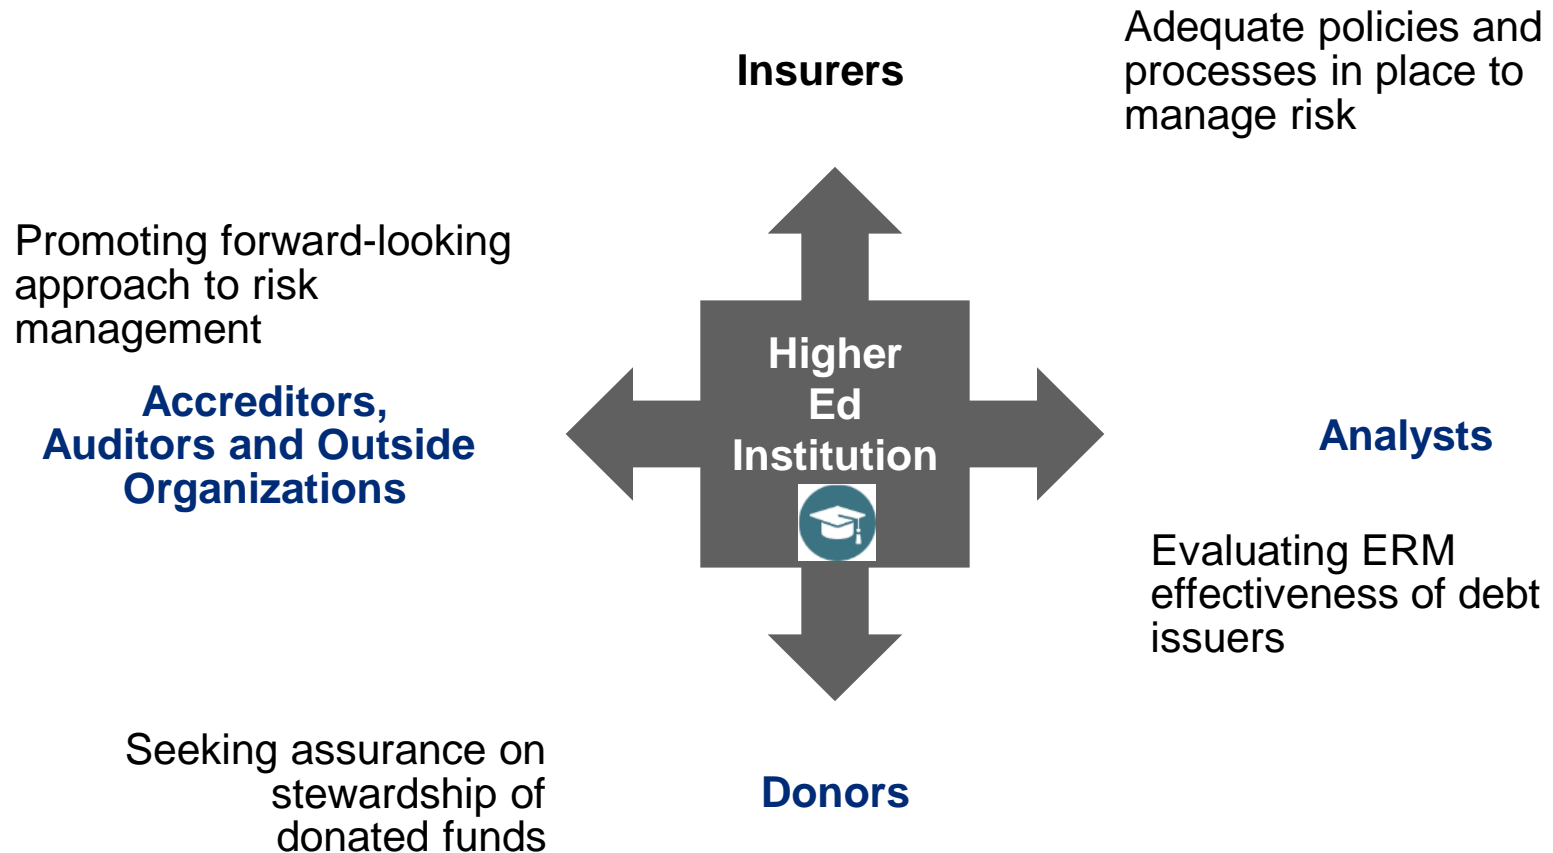 Insurers
Adequate policies and
processes in place to
manage risk
Promoting forward-looking
approach to risk
management
Accreditors,
Auditors and Outside
Organizations
Higher
Ed
Institution
Analysts
Evaluating ERM
effectiveness of debt
issuers
Seeking assurance on
stewardship of
donated funds
Donors